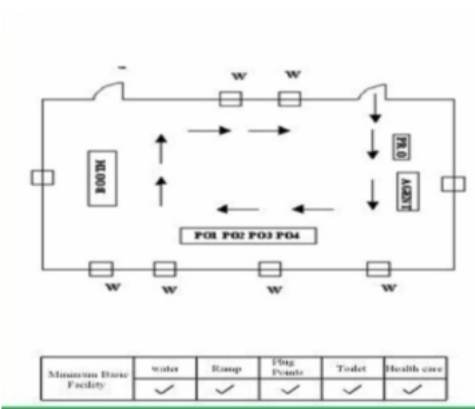 W W
PRO
AGENT
PO1 PO2 PO3 PO4
W W W W
Minimum Basic Facility
water
Ramp
Plug Points
Toilet
Health care